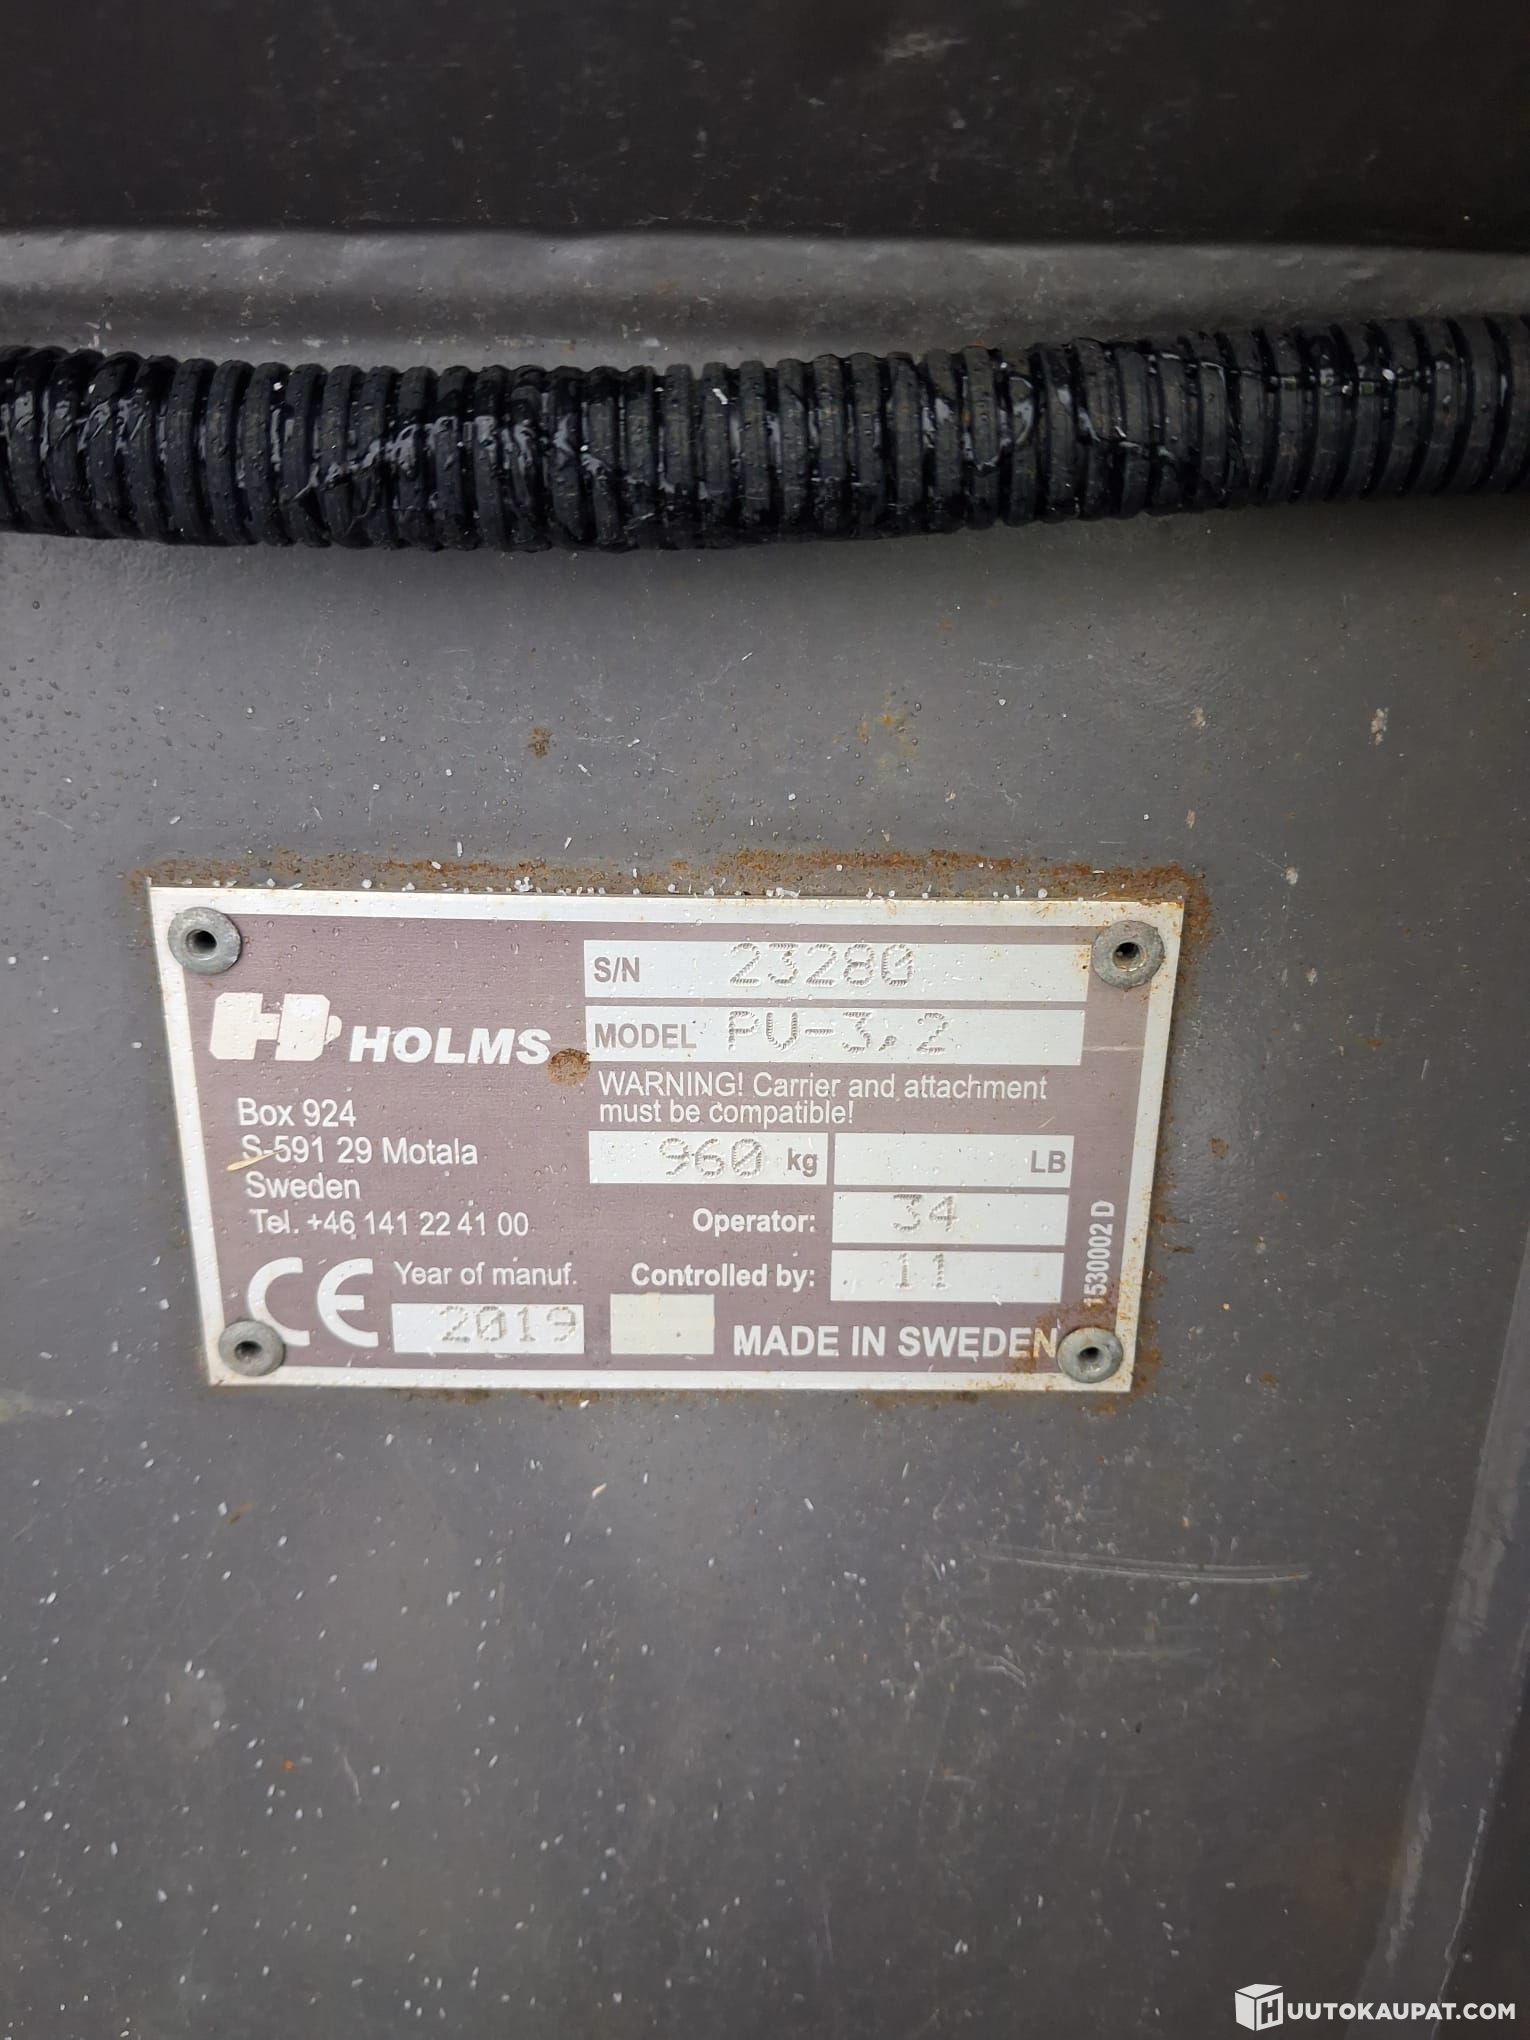 HOLMS
Box 924
S-591 29 Motala
Sweden
Tel. +46 141 22 41 00
CE
Year of manuf.
2019
S/N 23280
MODEL PV-3,2
WARNING! Carrier and attachment
must be compatible!
960 kg
LB
Operator: 34
Controlled by: 11
MADE IN SWEDEN
1530002 D
HUUTOKAUPAT.COM